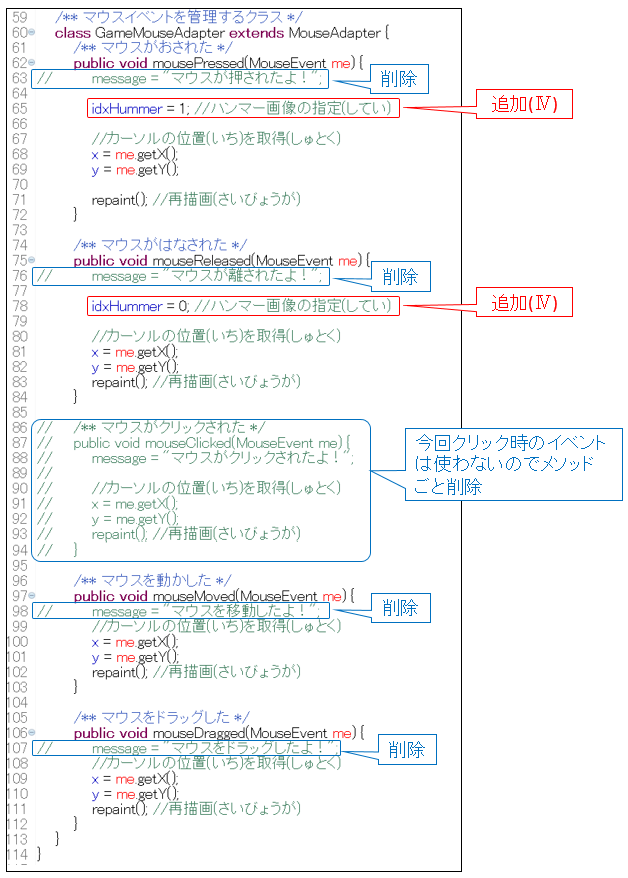 59 /** マウスイベントを管理するクラス */
60 class GameMouseAdapter extends MouseAdapter {
61 /** マウスがおされた */
62 public void mousePressed(MouseEvent me) {
63 // message = "マウスが押されたよ！";
削除
64
65 idxHummer = 1; //ハンマー画像の指定(してい)
追加(Ⅳ)
66
67 //カーソルの位置(いち)を取得(しゅとく)
68 x = me.getX();
69 y = me.getY();
70
71 repaint(); //再描画(さいびょうが)
72 }
73
74 /** マウスがはなされた */
75 public void mouseReleased(MouseEvent me) {
76 // message = "マウスが離されたよ！";
削除
77
78 idxHummer = 0; //ハンマー画像の指定(してい)
追加(Ⅳ)
79
80 //カーソルの位置(いち)を取得(しゅとく)
81 x = me.getX();
82 y = me.getY();
83 repaint(); //再描画(さいびょうが)
84 }
85
86 // /** マウスがクリックされた */
87 // public void mouseClicked(MouseEvent me) {
88 // message = "マウスがクリックされたよ！";
89 //
90 // //カーソルの位置(いち)を取得(しゅとく)
91 // x = me.getX();
92 // y = me.getY();
93 // repaint(); //再描画(さいびょうが)
94 // }
今回クリック時のイベント
は使わないのでメソッド
ごと削除
95
96 /** マウスを動かした */
97 public void mouseMoved(MouseEvent me) {
98 // message = "マウスを移動したよ！";
削除
99 //カーソルの位置(いち)を取得(しゅとく)
100 x = me.getX();
101 y = me.getY();
102 repaint(); //再描画(さいびょうが)
103 }
104
105 /** マウスをドラッグした */
106 public void mouseDragged(MouseEvent me) {
107 // message = "マウスをドラッグしたよ！";
削除
108 //カーソルの位置(いち)を取得(しゅとく)
109 x = me.getX();
110 y = me.getY();
111 repaint(); //再描画(さいびょうが)
112 }
113 }
114 }